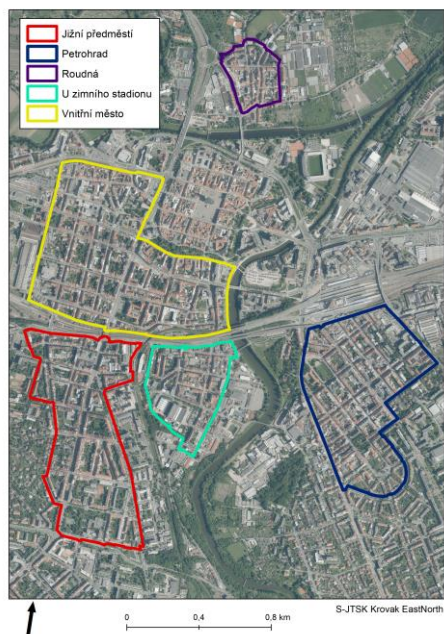 Jižní předměstí
Petrohrad
Roudná
U zimního stadionu
Vnitřní město
S-JTSK Krovak EastNorth
0 0,4 0,8 km